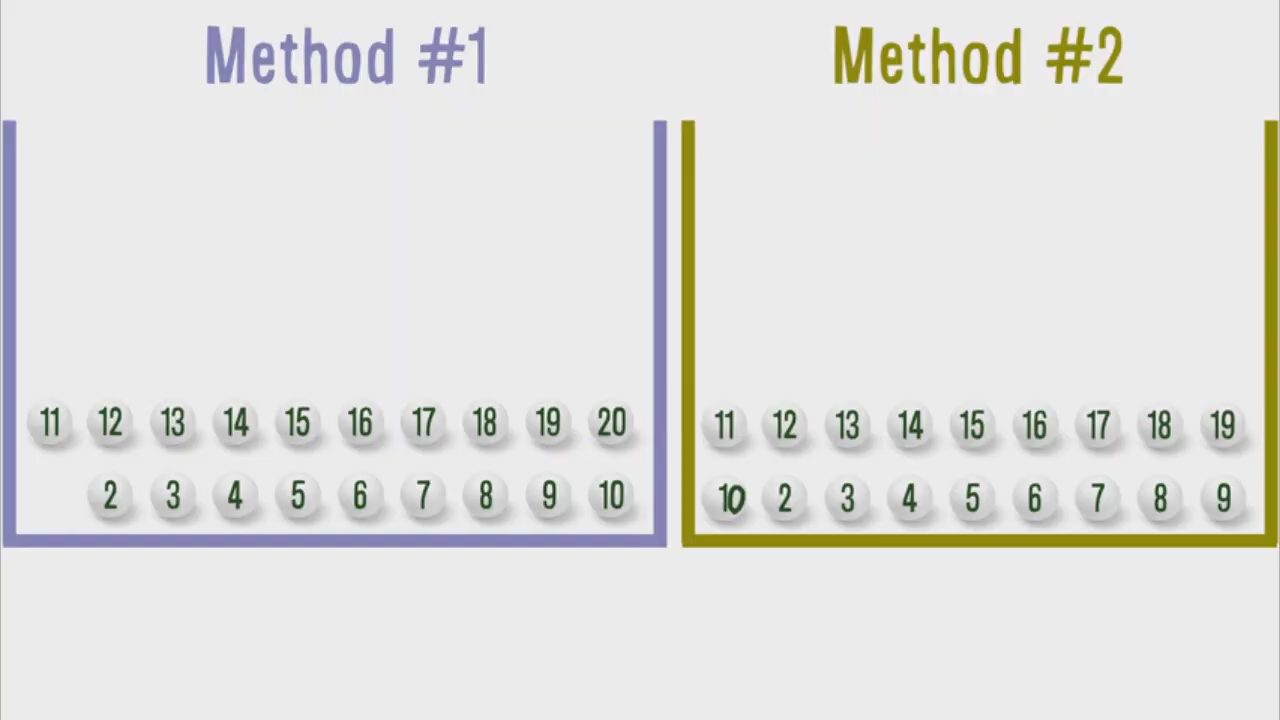 Method #1
Method #2
11 12 13 14 15 16 17 18 19 20
2 3 4 5 6 7 8 9 10
11 12 13 14 15 16 17 18 19
10 2 3 4 5 6 7 8 9